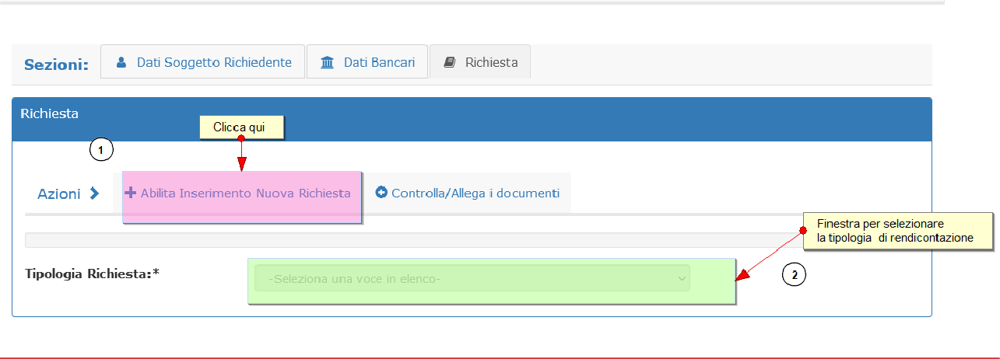 Sezioni: Dati Soggetto Richiedente Dati Bancari Richiesta
Richiesta
Clicca qui
1
Azioni Abilita Inserimento Nuova Richiesta Controlla/Allega i documenti
Finestra per selezionare
la tipologia di rendicontazione
Tipologia Richiesta:* -Seleziona una voce in elenco-
2